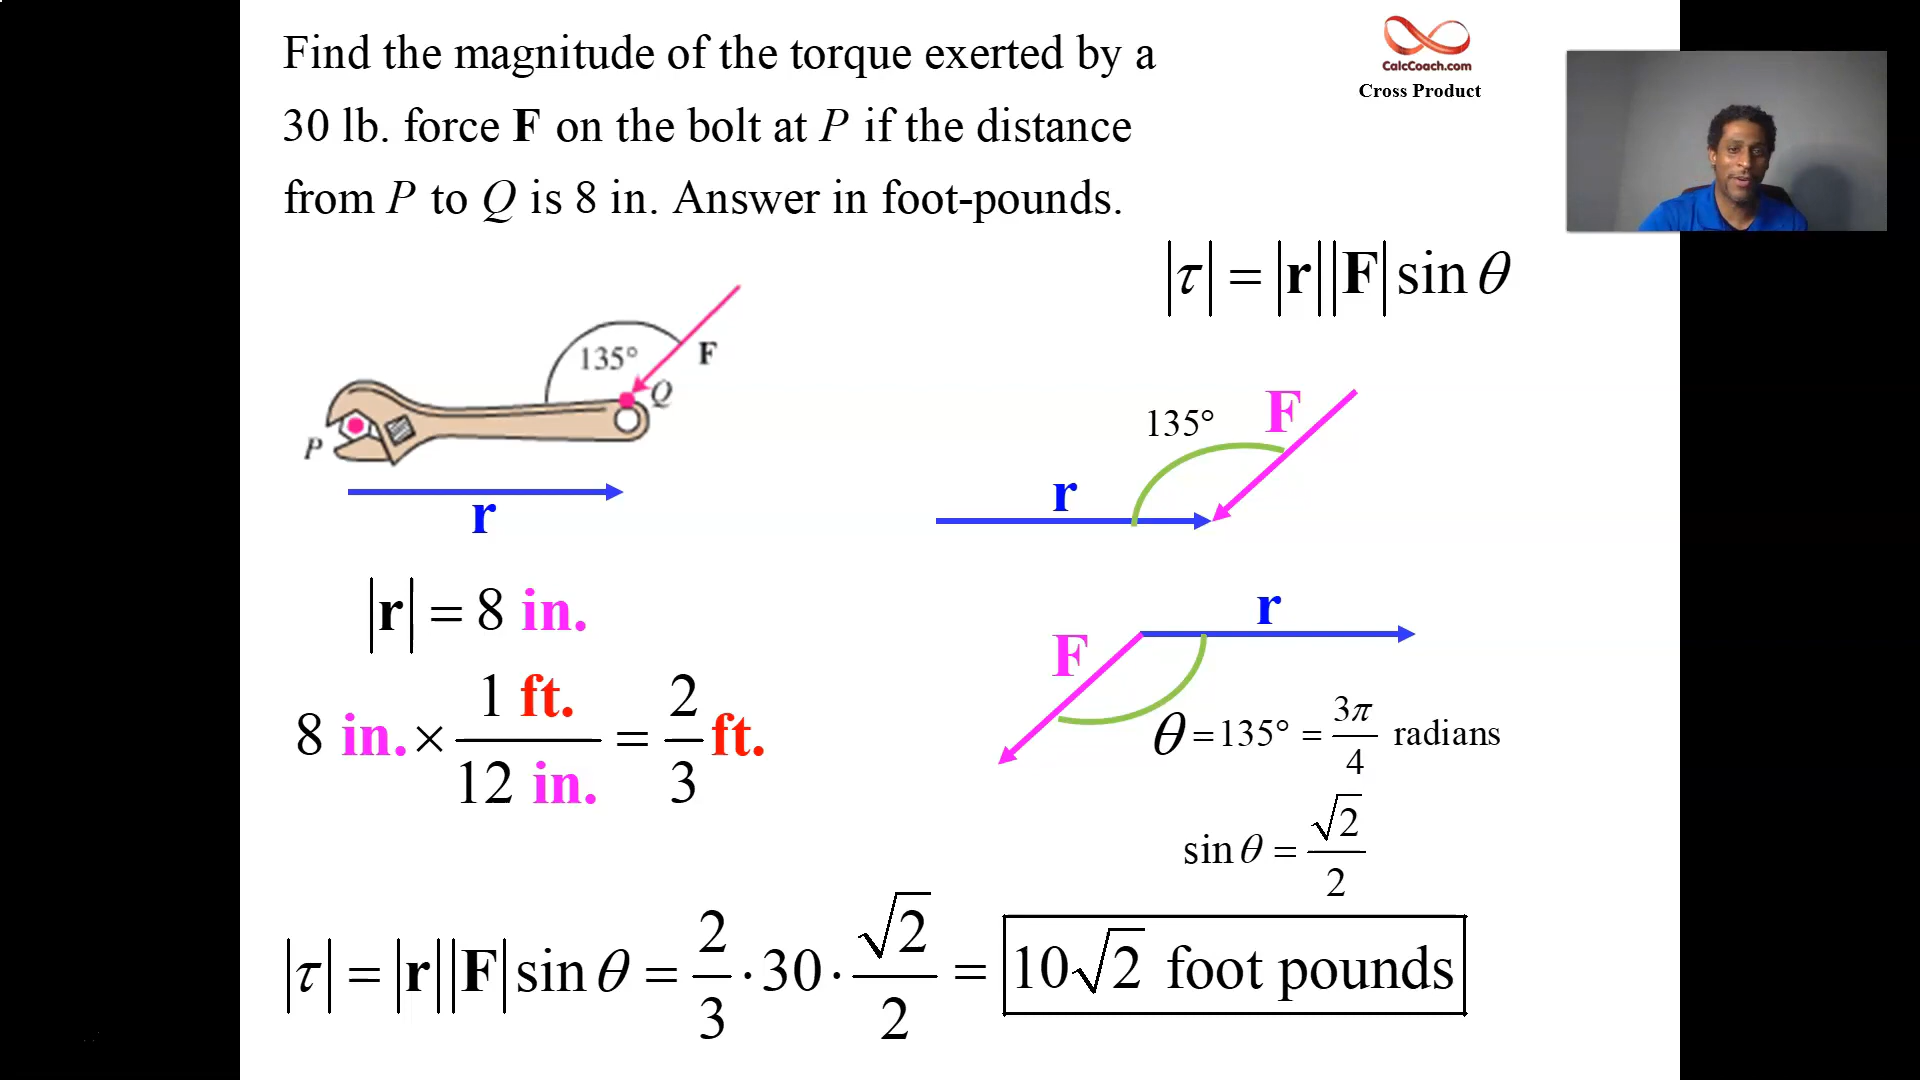 Find the magnitude of the torque exerted by a
30 lb. force F on the bolt at P if the distance
from P to Q is 8 in. Answer in foot-pounds.
CalcCoach.com
Cross Product
|τ| = |r||F| sin θ
135°
F
Q
P
r
135°
F
r
|r| = 8 in.
8 in. × 1 ft. / 12 in. = 2/3 ft.
F
r
θ = 135° = 3π/4 radians
sin θ = √2/2
|τ| = |r||F| sin θ = 2/3 · 30 · √2/2 = 10√2 foot pounds